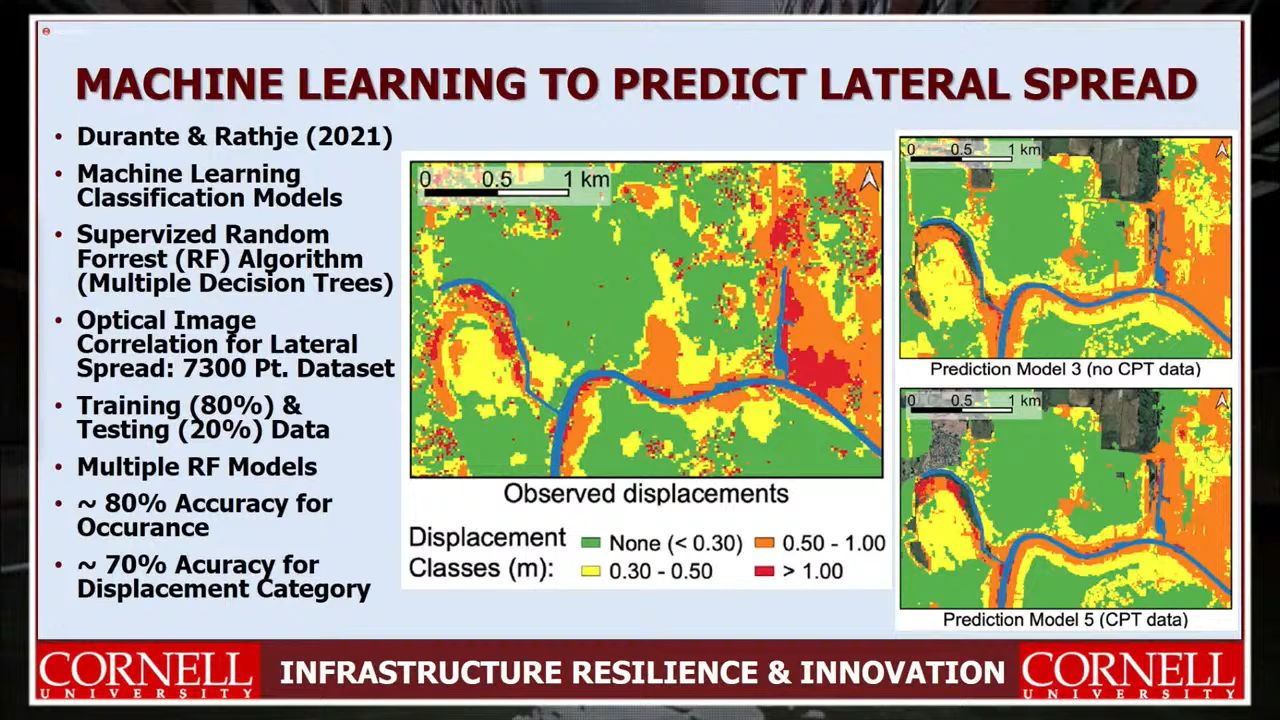 MACHINE LEARNING TO PREDICT LATERAL SPREAD
• Durante & Rathje (2021)
• Machine Learning
Classification Models
• Supervized Random
Forrest (RF) Algorithm
(Multiple Decision Trees)
• Optical Image
Correlation for Lateral
Spread: 7300 Pt. Dataset
• Training (80%) &
Testing (20%) Data
• Multiple RF Models
• ~ 80% Accuracy for
Occurance
• ~ 70% Acuracy for
Displacement Category
0 0.5 1 km
Observed displacements
Displacement
Classes (m):
None (< 0.30)
0.30 - 0.50
0.50 - 1.00
> 1.00
0 0.5 1 km
Prediction Model 3 (no CPT data)
0 0.5 1 km
Prediction Model 5 (CPT data)
CORNELL
UNIVERSITY
INFRASTRUCTURE RESILIENCE & INNOVATION
CORNELL
UNIVERSITY